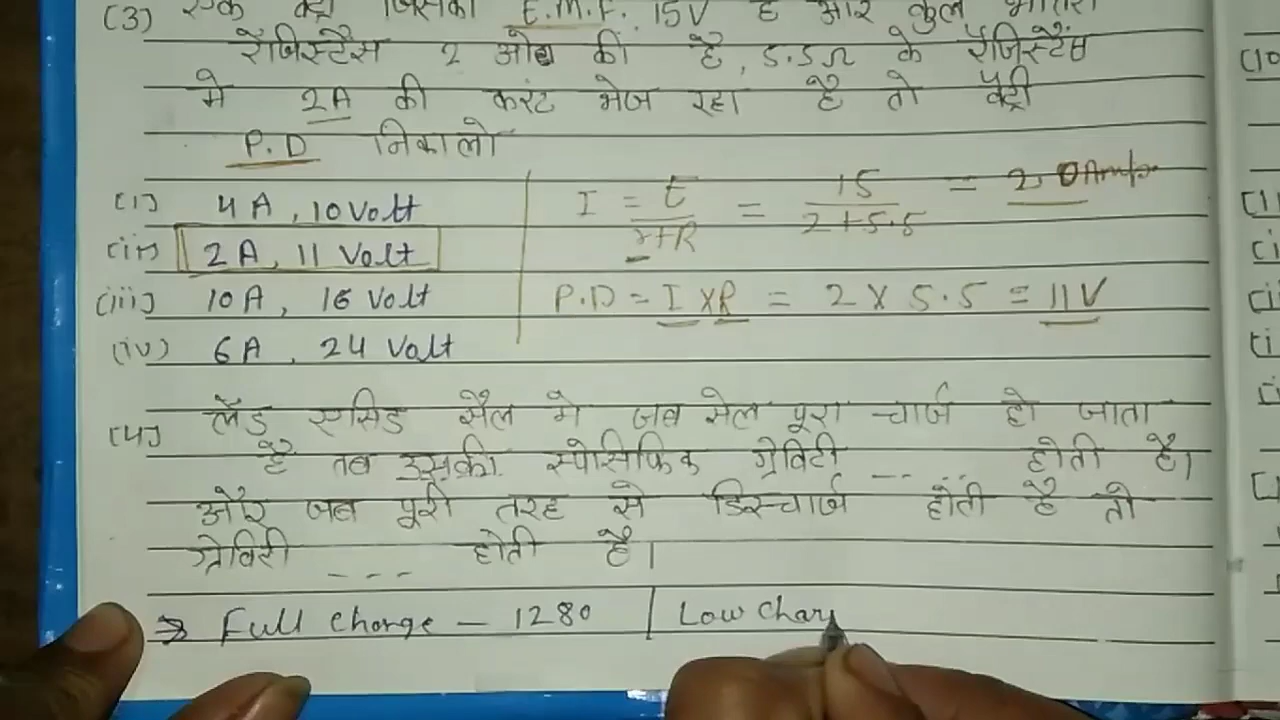 (3) एक बैट्री जिसका E.M.F. 15V है और कुल भीतरी
रेंजिस्टैंस 2 ओम की है, 5.5Ω के रेंजिस्टैंस
मे 2A की करंट भेज रहा है तो बैट्री
P.D निकालो
(i) 4A, 10 Volt
(ii) 2A, 11 Volt
(iii) 10A, 16 Volt
(iv) 6A, 24 Volt
I = E/r+R = 15/2+5.5 = 2.0 Amp
P.D = I × R = 2 × 5.5 = 11V
(4) लैड एसिड सैल मे जब सेल पूरा चार्ज हो जाता
है तब उसकी स्पेसिफिक ग्रेविटी --- होती है।
और जब पूरी तरह से डिस्चार्ज होती है तो
ग्रेविटी --- होती है।
→ Full Charge – 1280 | Low Char